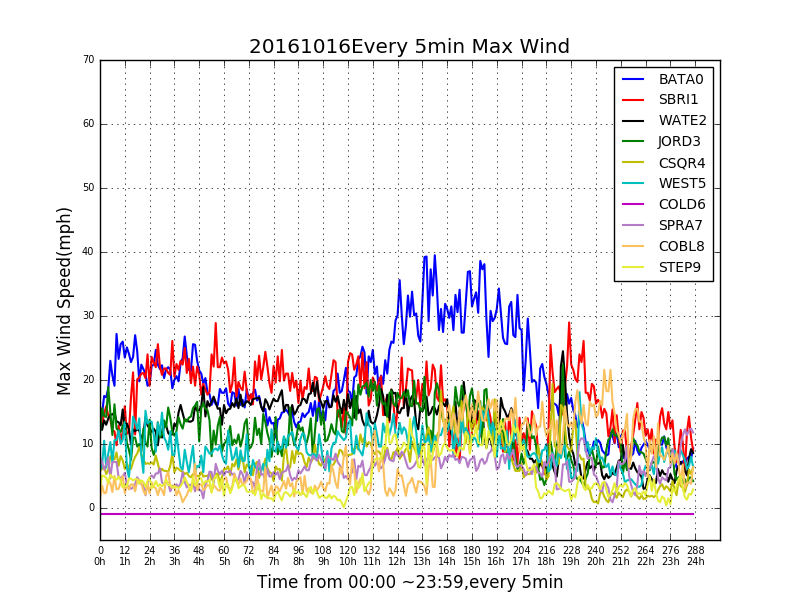 20161016Every 5min Max Wind
70
60
50
40
30
20
10
0
Max Wind Speed(mph)
BATA0
SBRI1
WATE2
JORD3
CSQR4
WEST5
COLD6
SPRA7
COBL8
STEP9
0 12 24 36 48 60 72 84 96 108 120 132 144 156 168 180 192 204 216 228 240 252 264 276 288
0h 1h 2h 3h 4h 5h 6h 7h 8h 9h 10h 11h 12h 13h 14h 15h 16h 17h 18h 19h 20h 21h 22h 23h 24h
Time from 00:00 ~23:59,every 5min